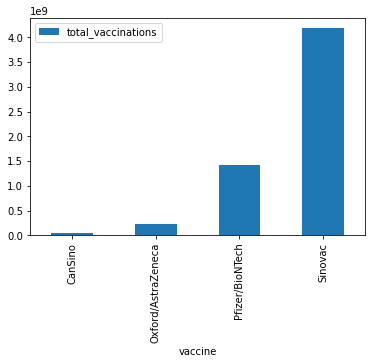 1e9
total_vaccinations
4.0
3.5
3.0
2.5
2.0
1.5
1.0
0.5
0.0
CanSino
Oxford/AstraZeneca
Pfizer/BioNTech
Sinovac
vaccine